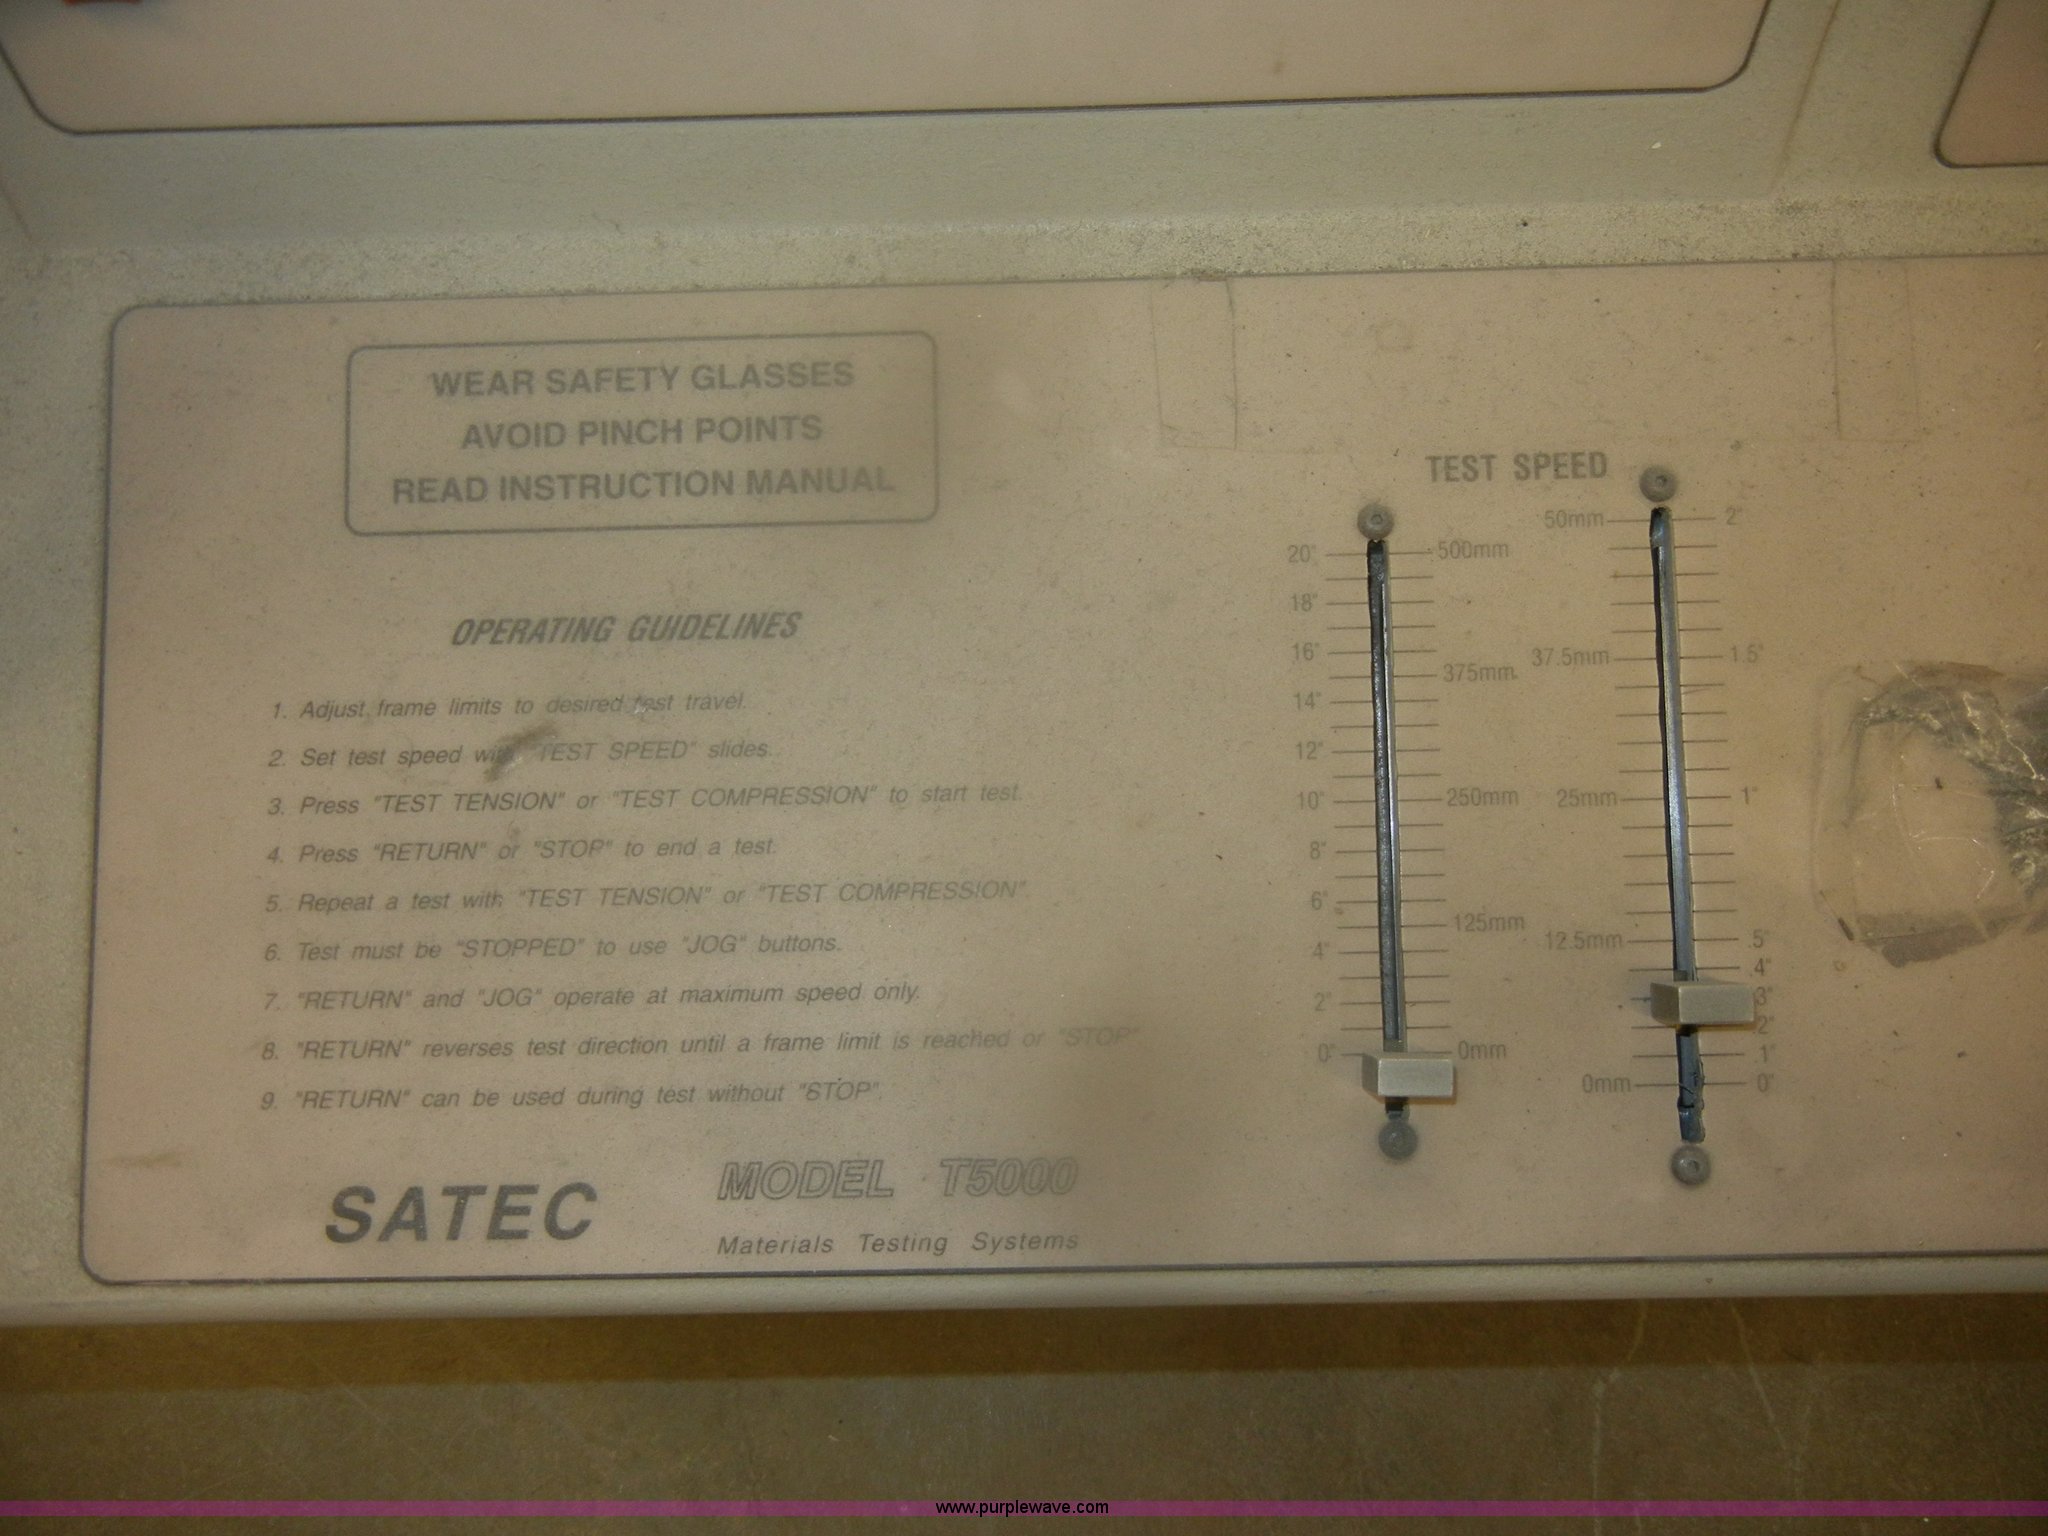 WEAR SAFETY GLASSES
AVOID PINCH POINTS
READ INSTRUCTION MANUAL
OPERATING GUIDELINES
1. Adjust frame limits to desired test travel.
2. Set test speed with "TEST SPEED" slides.
3. Press "TEST TENSION" or "TEST COMPRESSION" to start test.
4. Press "RETURN" or "STOP" to end a test.
5. Repeat a test with "TEST TENSION" or "TEST COMPRESSION".
6. Test must be "STOPPED" to use "JOG" buttons.
7. "RETURN" and "JOG" operate at maximum speed only.
8. "RETURN" reverses test direction until a frame limit is reached or "STOP"
9. "RETURN" can be used during test without "STOP".
SATEC
MODEL T5000
Materials Testing Systems
TEST SPEED
20" 500mm
18"
16"
375mm
14"
12"
10" 250mm
8"
6"
125mm
4"
2"
0" 0mm
50mm 2"
37.5mm 1.5"
25mm 1"
12.5mm .5"
.4"
3"
2"
.1"
0mm 0"
www.purplewave.com